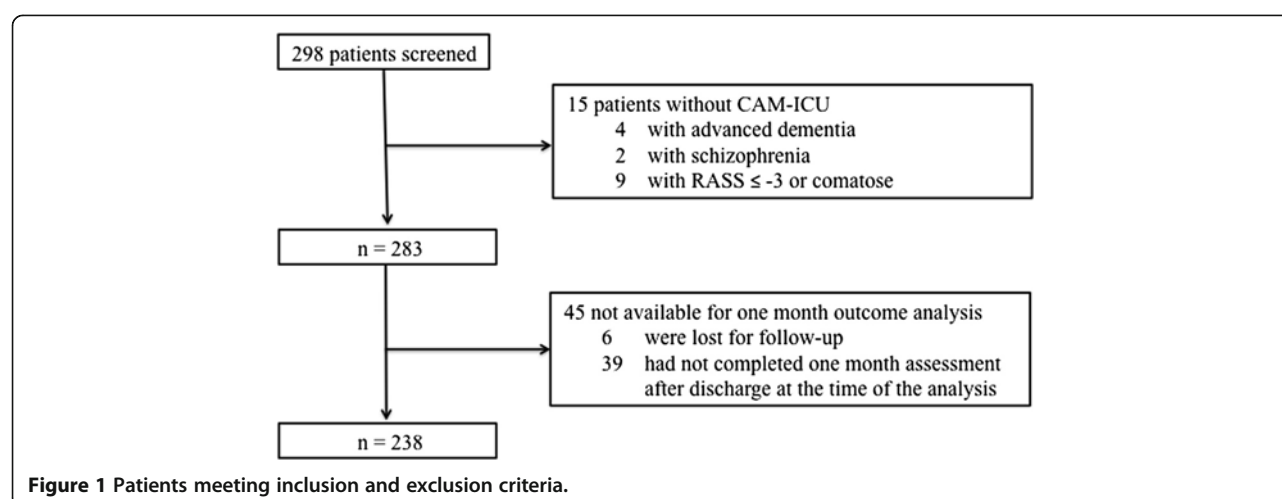 298 patients screened
15 patients without CAM-ICU
4 with advanced dementia
2 with schizophrenia
9 with RASS ≤ -3 or comatose
n = 283
45 not available for one month outcome analysis
6 were lost for follow-up
39 had not completed one month assessment
after discharge at the time of the analysis
n = 238
Figure 1 Patients meeting inclusion and exclusion criteria.